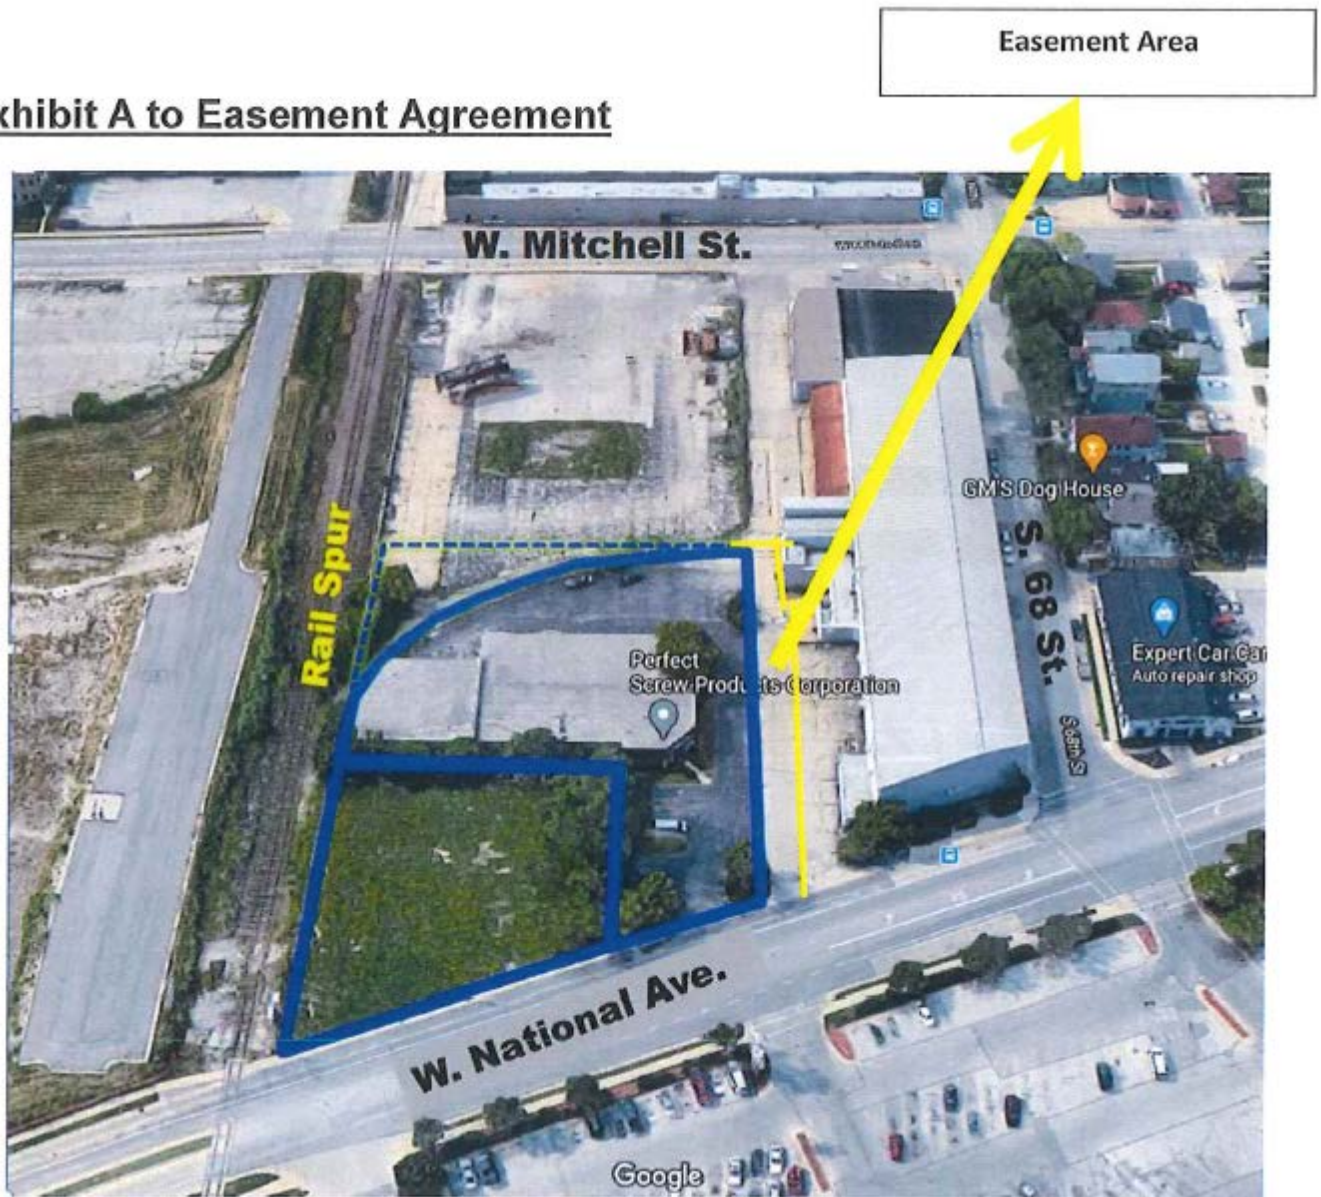 Easement Area
xhibit A to Easement Agreement
W. Mitchell St.
GM'S Dog House
Rail Spur
S. 68 St.
Perfect
Screw Products Corporation
Expert Car Car
Auto repair shop
S 68th St
W. National Ave.
Google